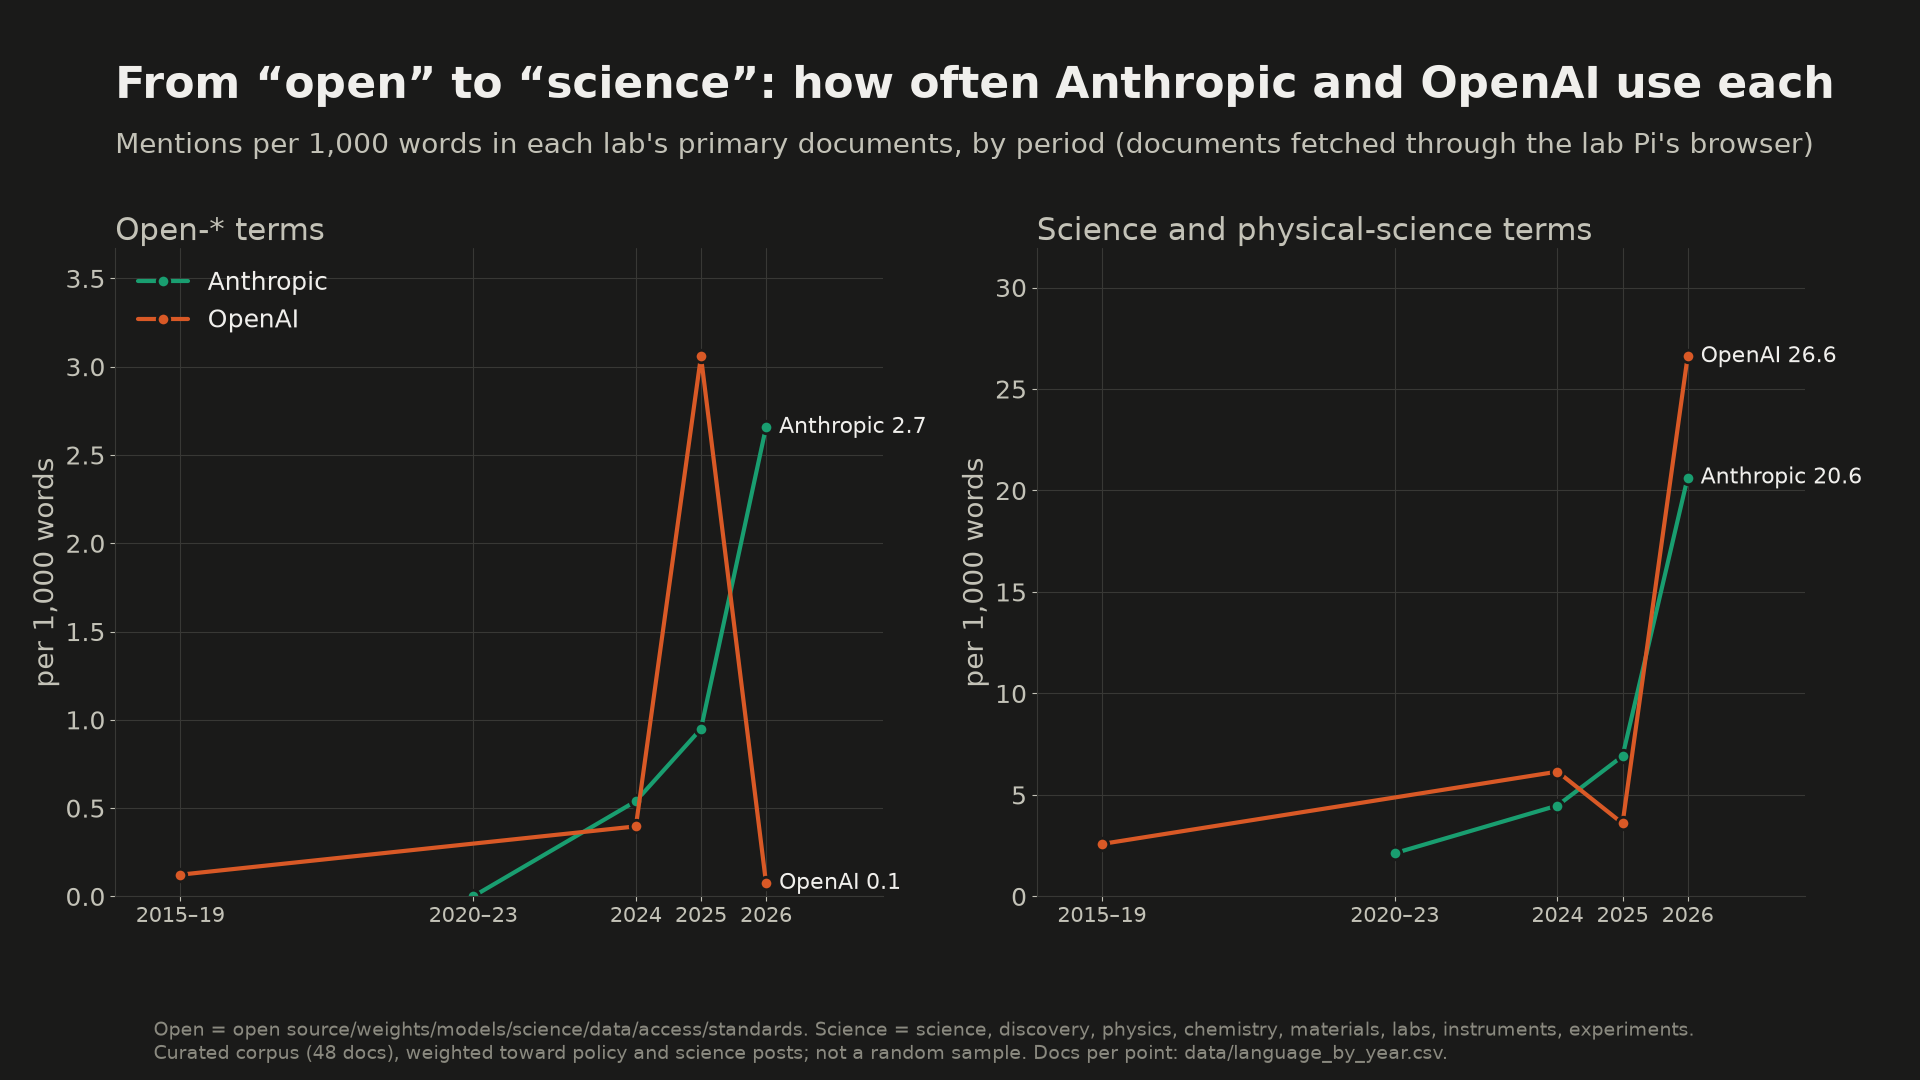 From “open” to “science”: how often Anthropic and OpenAI use each
Mentions per 1,000 words in each lab's primary documents, by period (documents fetched through the lab Pi's browser)
Open-* terms
Anthropic
OpenAI
per 1,000 words
3.5
3.0
2.5
2.0
1.5
1.0
0.5
0.0
Anthropic 2.7
OpenAI 0.1
2015–19
2020–23
2024
2025
2026
Science and physical-science terms
per 1,000 words
30
25
20
15
10
5
0
OpenAI 26.6
Anthropic 20.6
2015–19
2020–23
2024
2025
2026
Open = open source/weights/models/science/data/access/standards. Science = science, discovery, physics, chemistry, materials, labs, instruments, experiments.
Curated corpus (48 docs), weighted toward policy and science posts; not a random sample. Docs per point: data/language_by_year.csv.